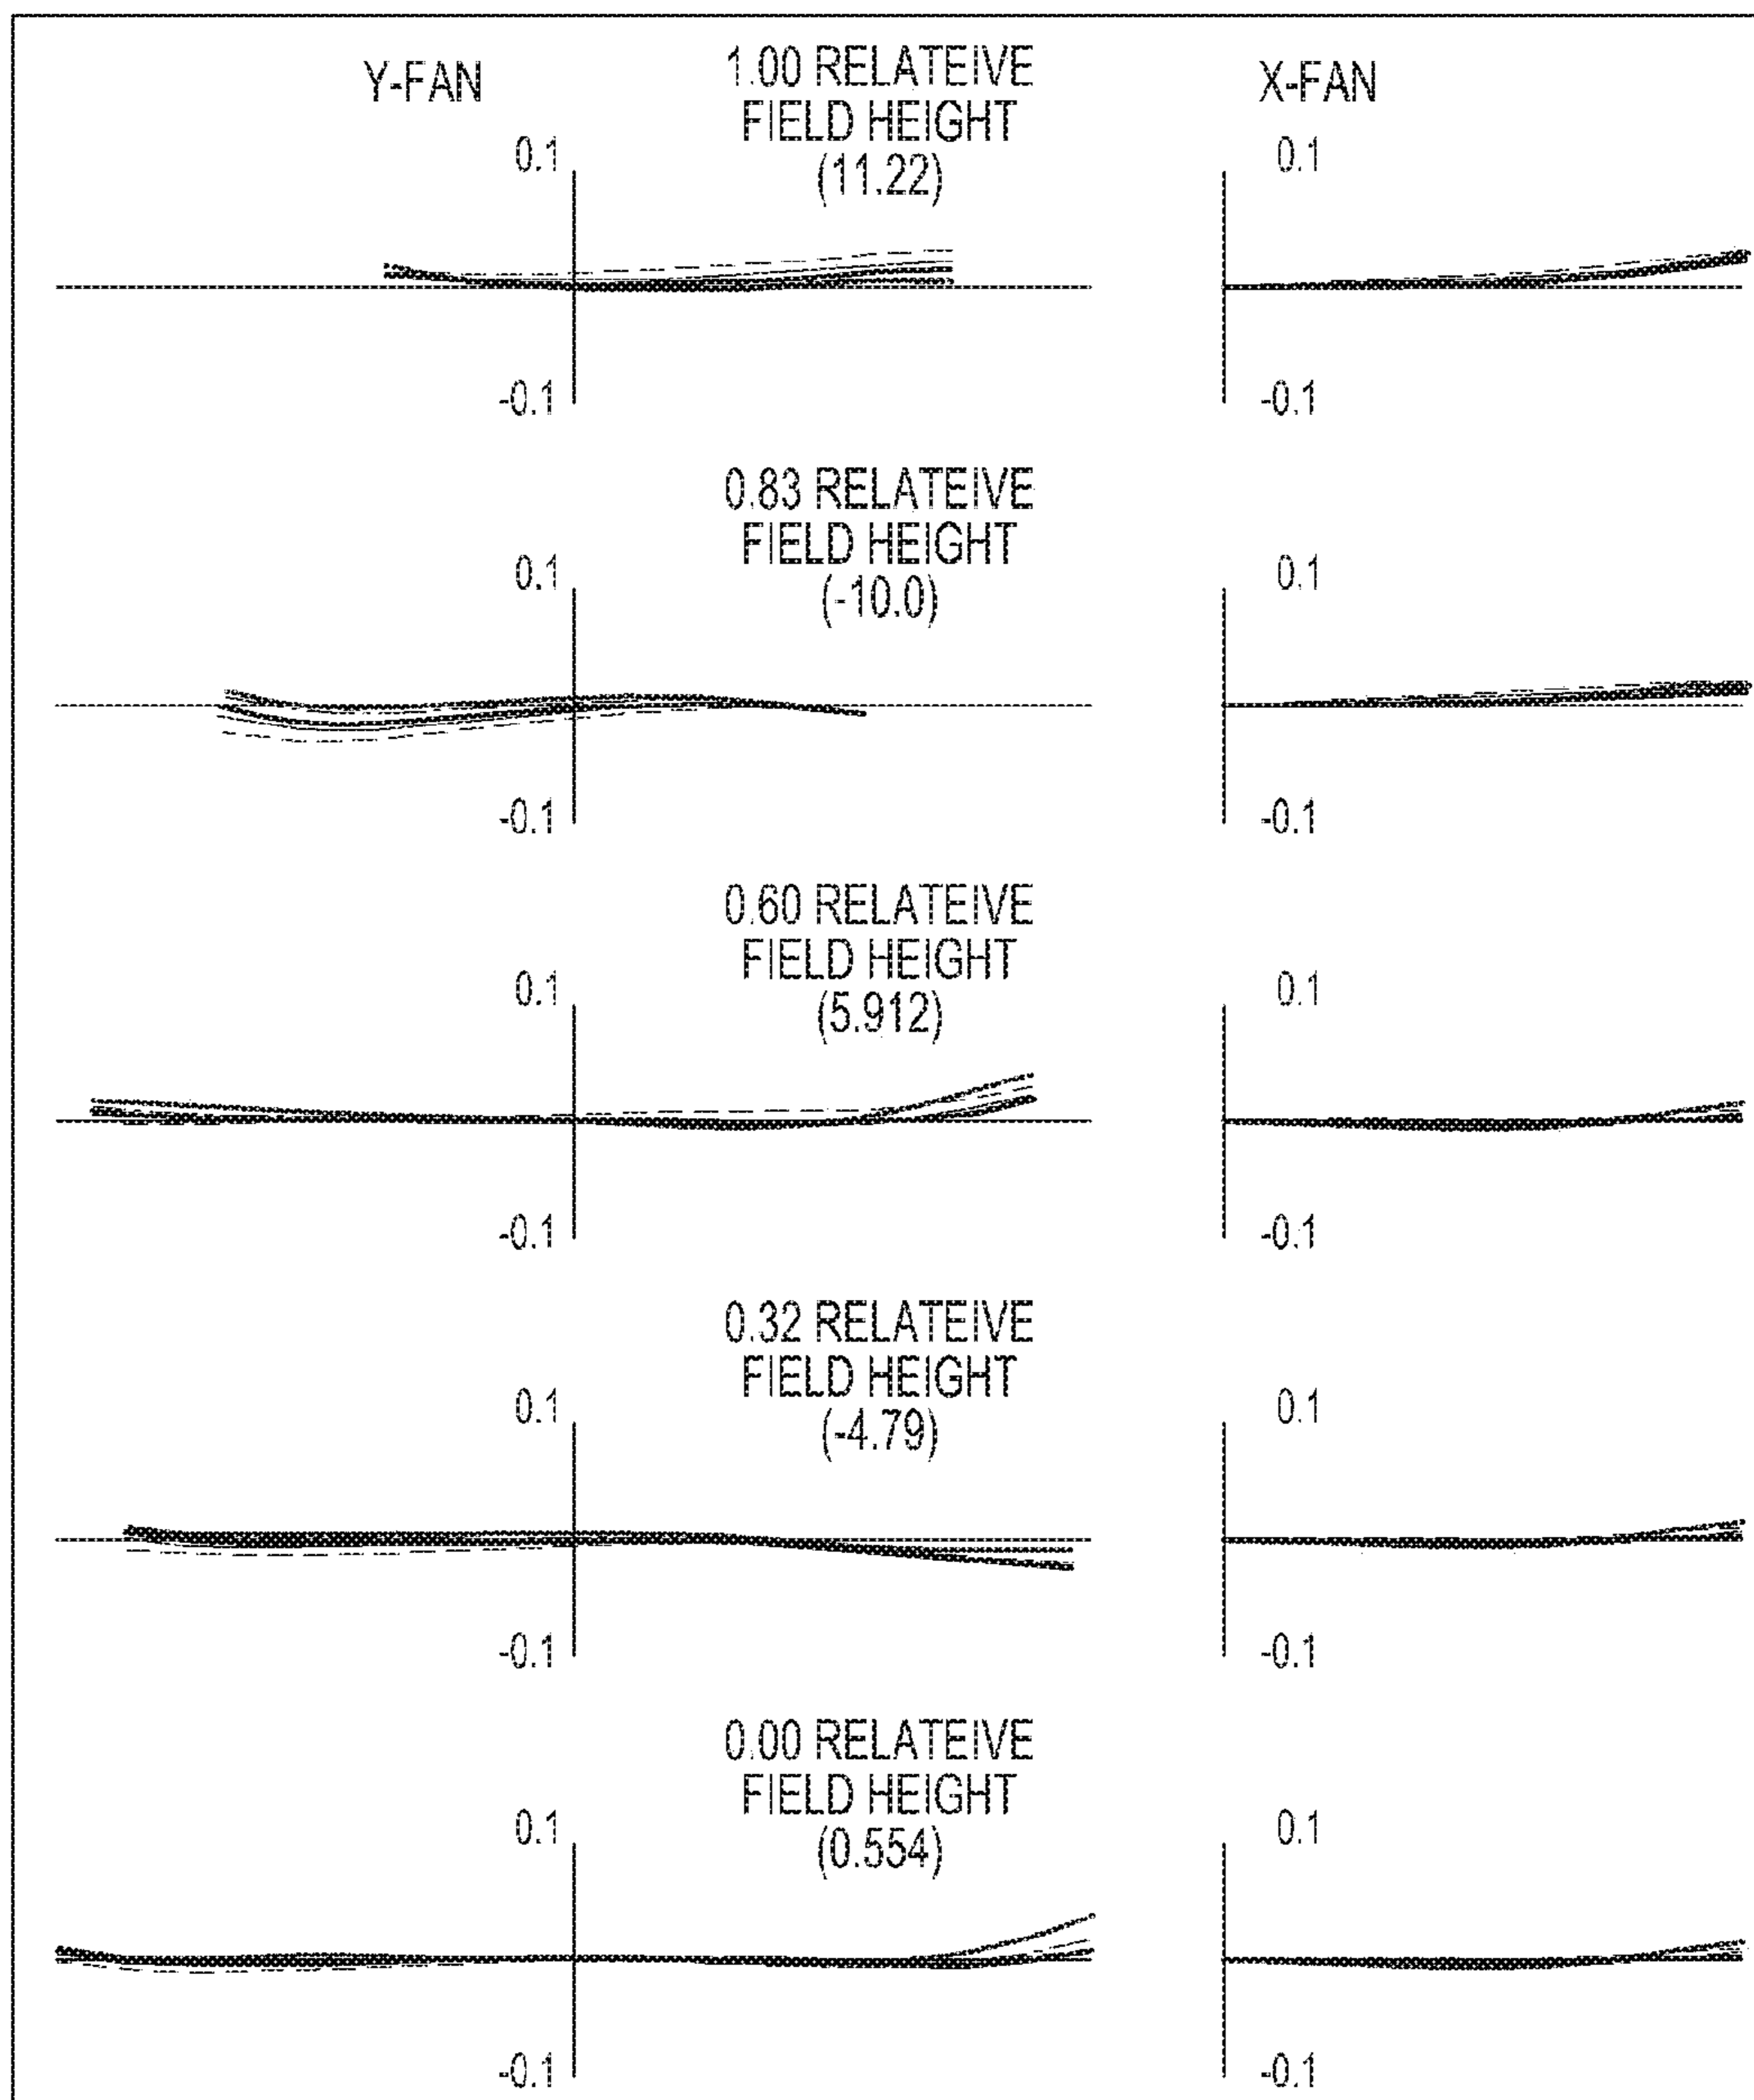 Y-FAN
1.00 RELATEIVE
FIELD HEIGHT
(11.22)
X-FAN
0.1
0.1
-0.1
-0.1
0.83 RELATEIVE
FIELD HEIGHT
(-10.0)
0.1
0.1
-0.1
-0.1
0.60 RELATEIVE
FIELD HEIGHT
(5.912)
0.1
0.1
-0.1
-0.1
0.32 RELATEIVE
FIELD HEIGHT
(-4.79)
0.1
0.1
-0.1
-0.1
0.00 RELATEIVE
FIELD HEIGHT
(0.554)
0.1
0.1
-0.1
-0.1